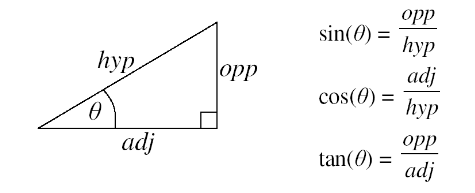 hyp
opp
θ
adj
sin(θ) = opp/hyp
cos(θ) = adj/hyp
tan(θ) = opp/adj